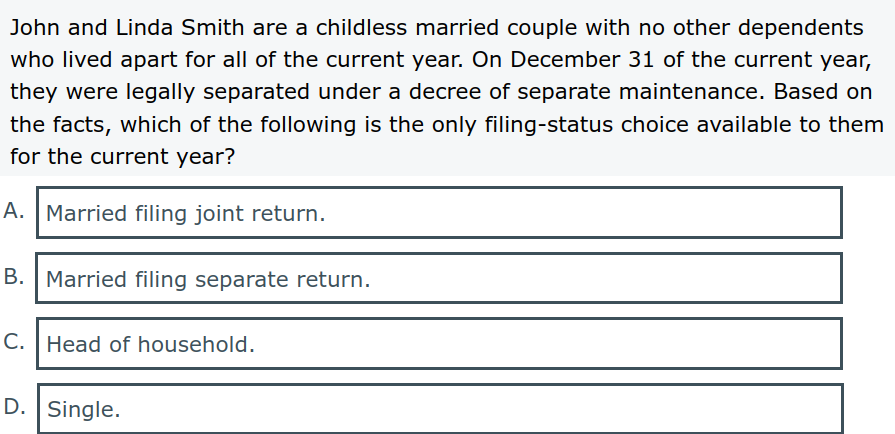 John and Linda Smith are a childless married couple with no other dependents
who lived apart for all of the current year. On December 31 of the current year,
they were legally separated under a decree of separate maintenance. Based on
the facts, which of the following is the only filing-status choice available to them
for the current year?
A. Married filing joint return.
B. Married filing separate return.
C. Head of household.
D. Single.